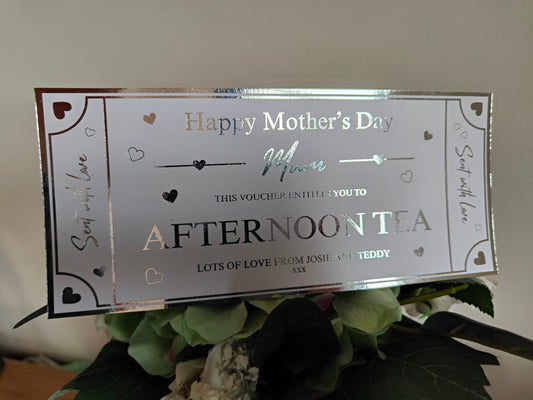 Happy Mother's Day
Mum
THIS VOUCHER ENTITLES YOU TO
AFTERNOON TEA
LOTS OF LOVE FROM JOSIE AND TEDDY
xxx
Sent with Love
Sent with Love